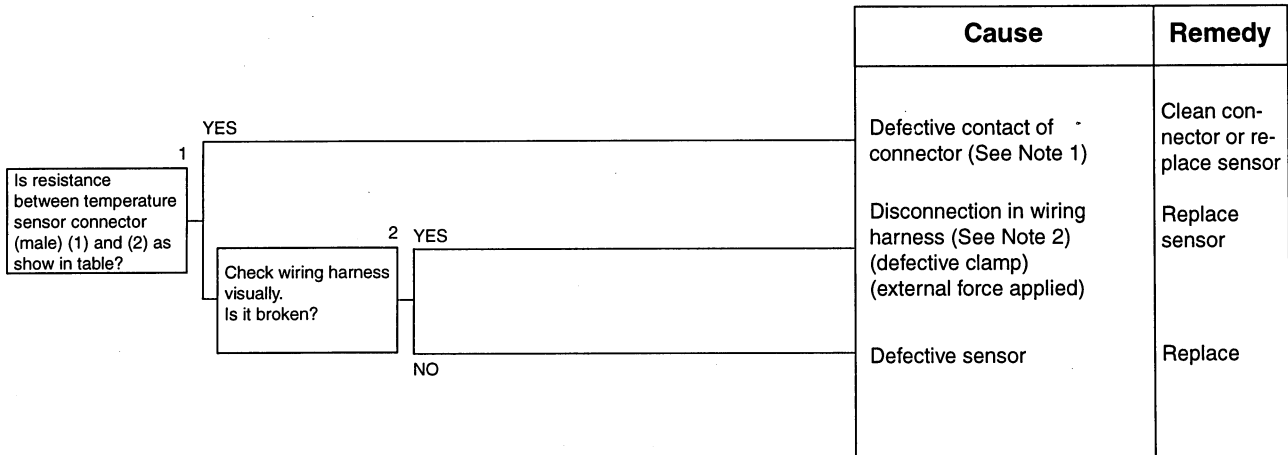 Cause
Remedy
YES
1
Is resistance
between temperature
sensor connector
(male) (1) and (2) as
show in table?
2
YES
Check wiring harness
visually.
Is it broken?
NO
Defective contact of
connector (See Note 1)
Clean con-
nector or re-
place sensor
Disconnection in wiring
harness (See Note 2)
(defective clamp)
(external force applied)
Replace
sensor
Defective sensor
Replace